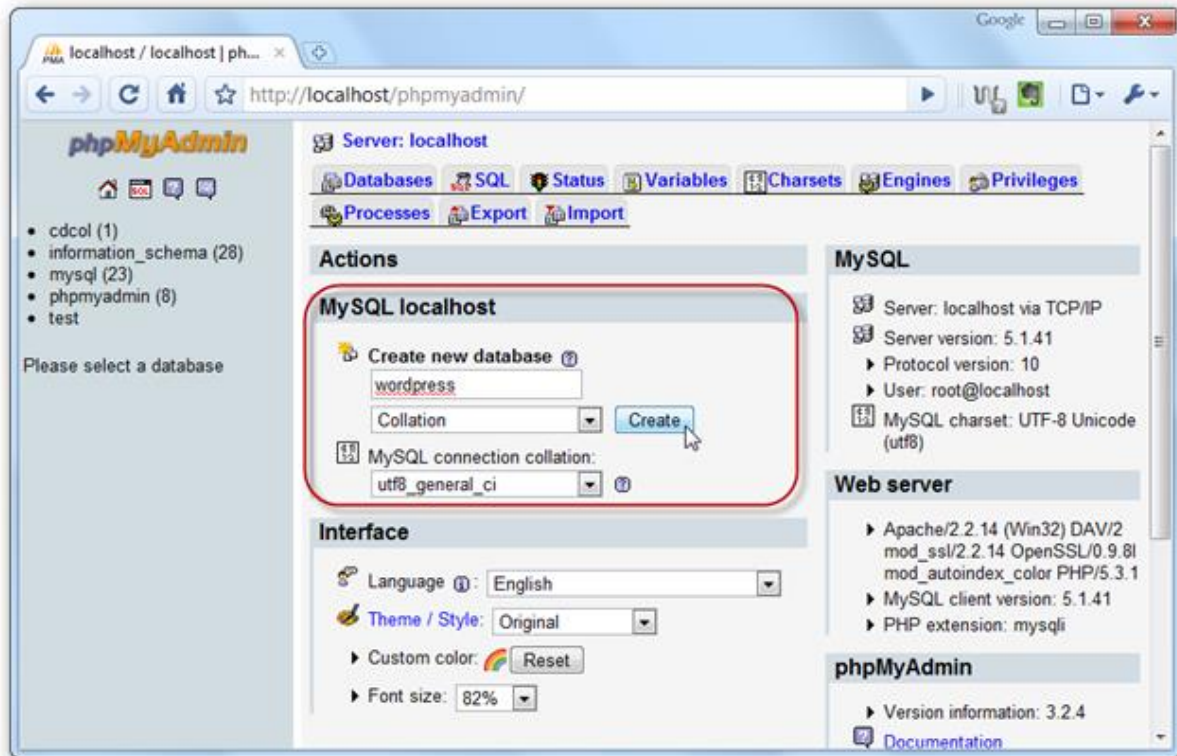 Google
localhost / localhost | ph...
http://localhost/phpmyadmin/
phpMyAdmin
cdcol (1)
information_schema (28)
mysql (23)
phpmyadmin (8)
test
Please select a database
Server: localhost
Databases SQL Status Variables Charsets Engines Privileges
Processes Export Import
Actions
MySQL localhost
Create new database
wordpress
Collation Create
MySQL connection collation:
utf8_general_ci
Interface
Language : English
Theme / Style: Original
Custom color: Reset
Font size: 82%
MySQL
Server: localhost via TCP/IP
Server version: 5.1.41
Protocol version: 10
User: root@localhost
MySQL charset: UTF-8 Unicode
(utf8)
Web server
Apache/2.2.14 (Win32) DAV/2
mod_ssl/2.2.14 OpenSSL/0.9.8l
mod_autoindex_color PHP/5.3.1
MySQL client version: 5.1.41
PHP extension: mysqli
phpMyAdmin
Version information: 3.2.4
Documentation